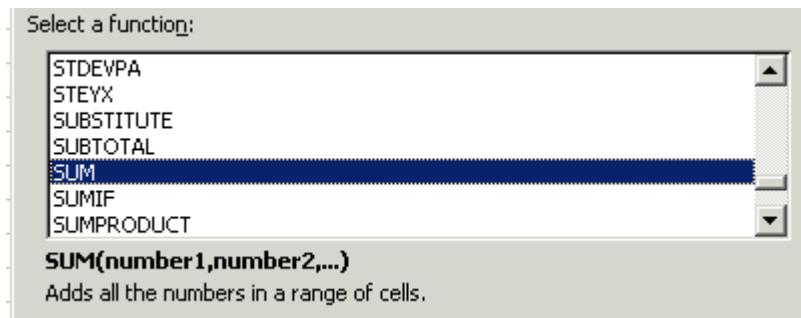 Select a function:
STDEVPA
STEYX
SUBSTITUTE
SUBTOTAL
SUM
SUMIF
SUMPRODUCT
SUM(number1,number2,...)
Adds all the numbers in a range of cells.